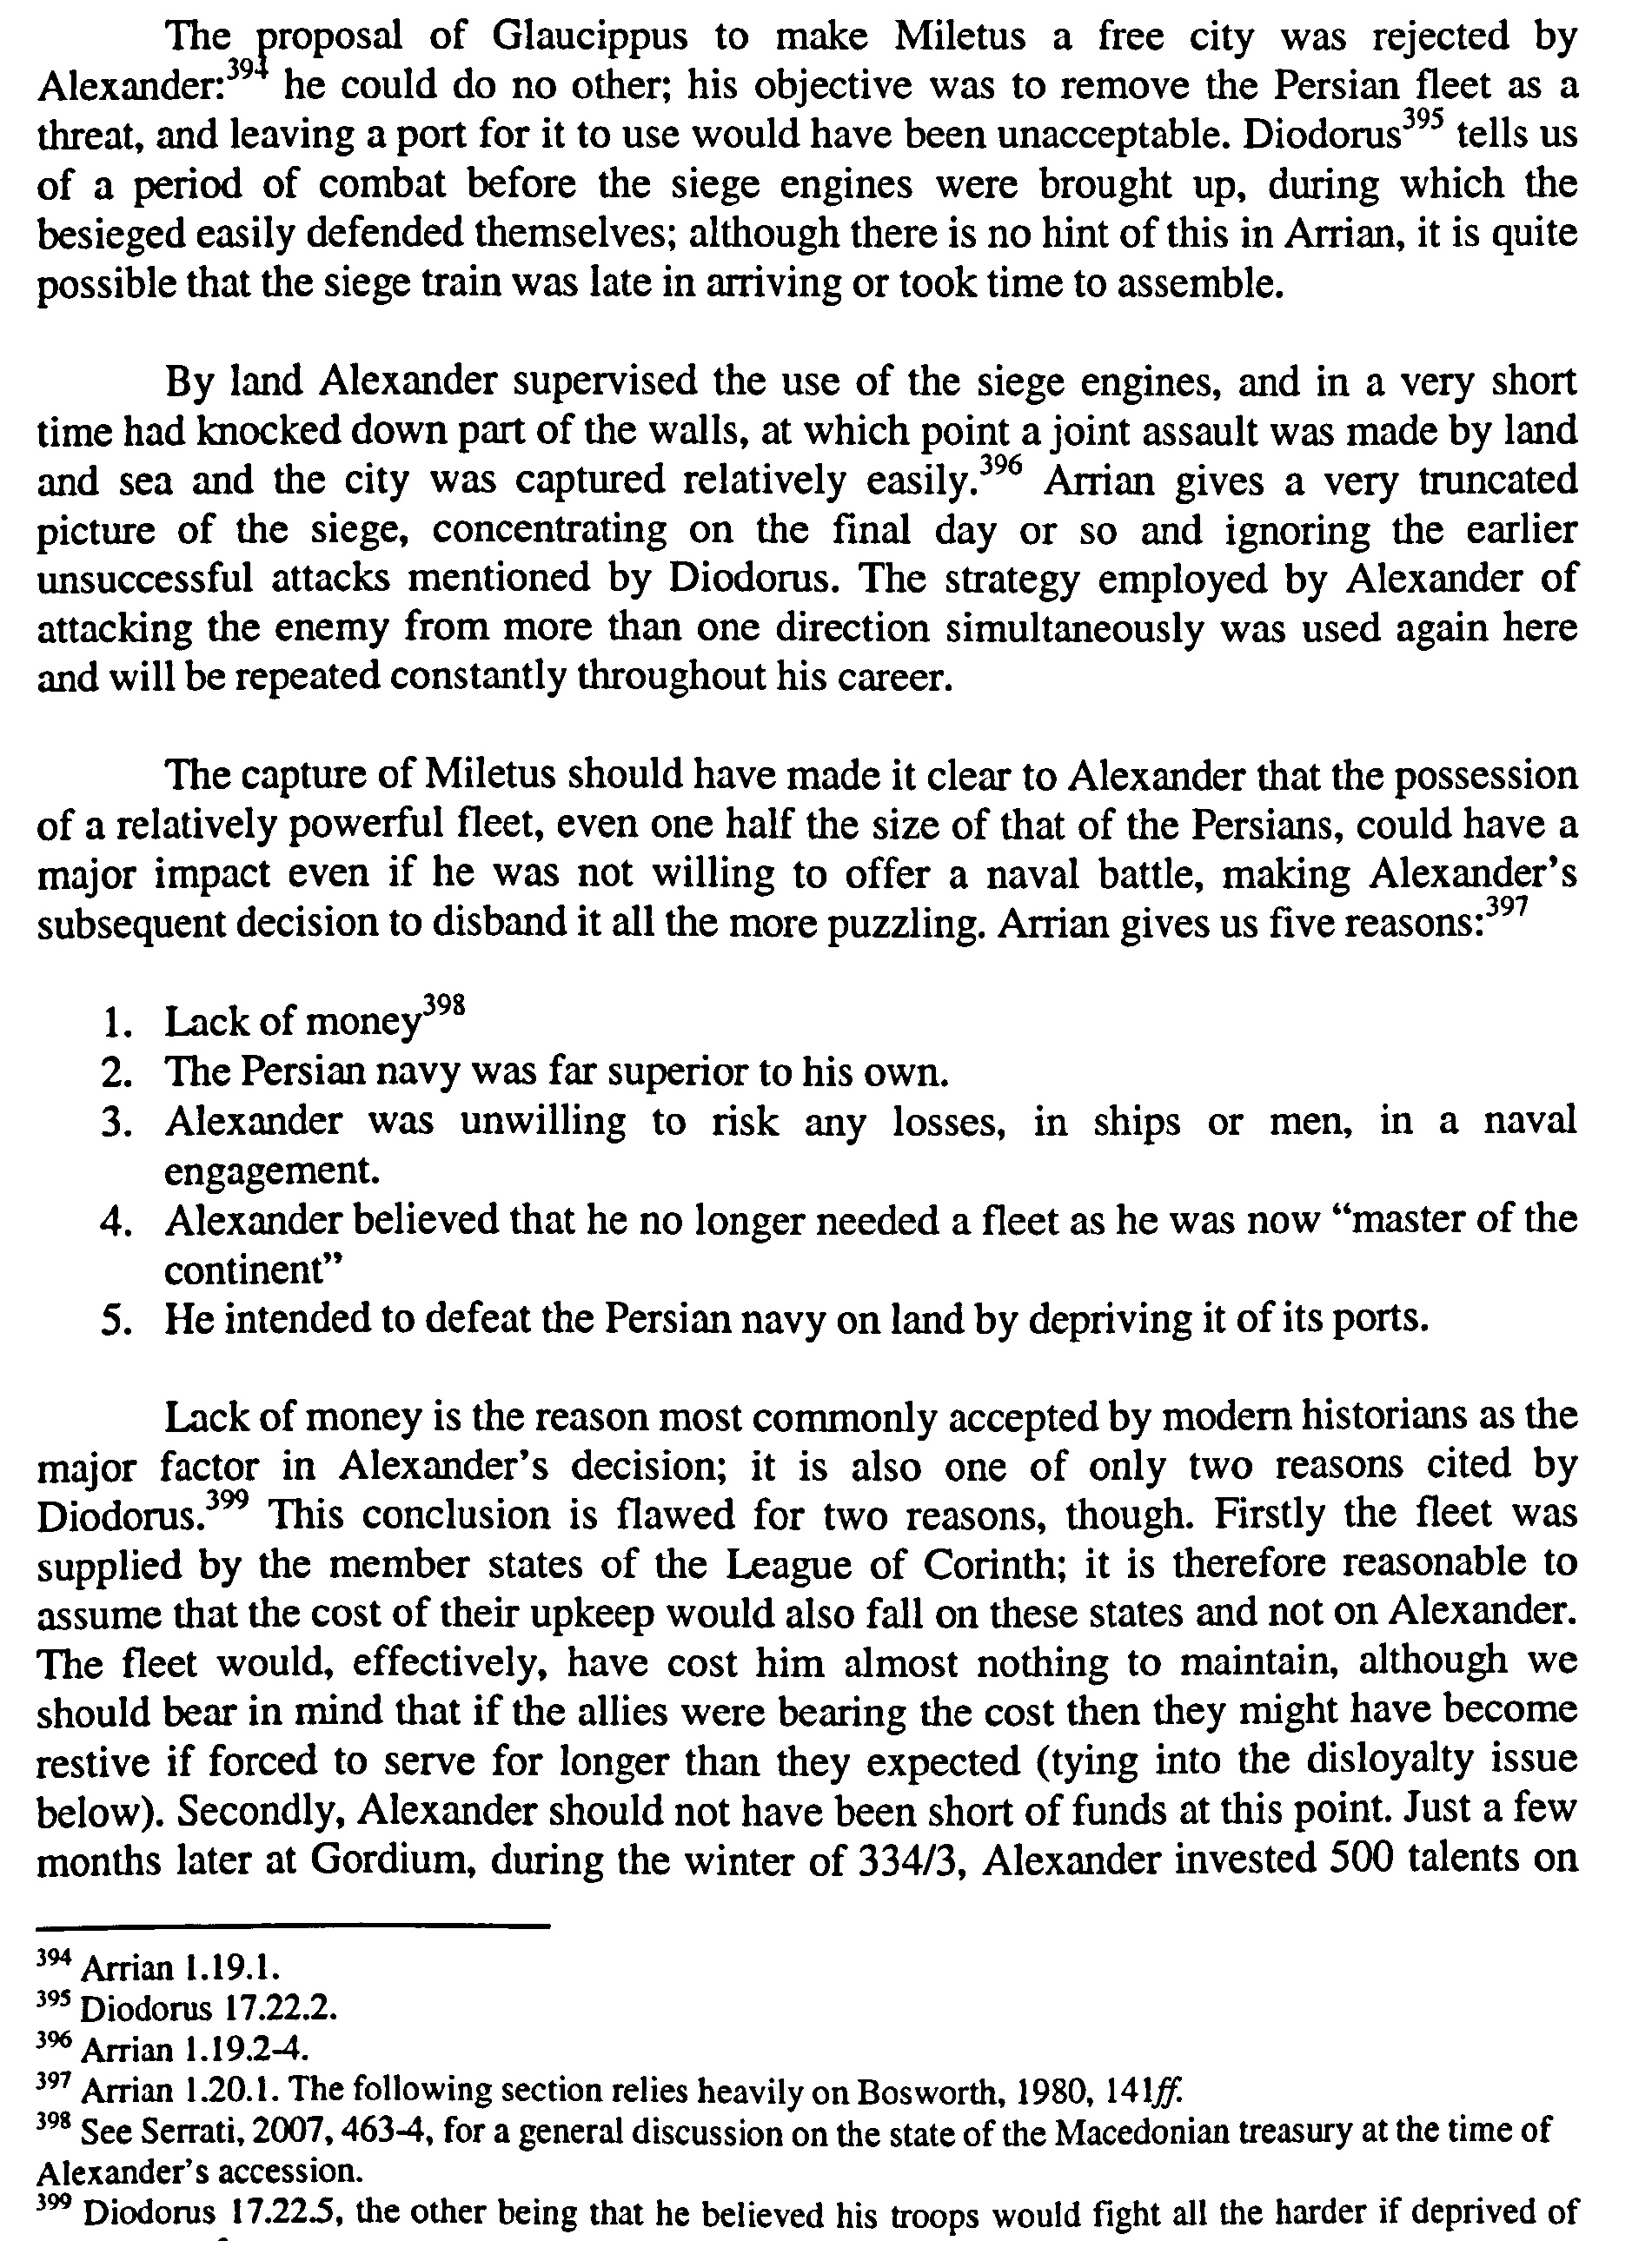 The proposal of Glaucippus to make Miletus a free city was rejected by
Alexander:394 he could do no other; his objective was to remove the Persian fleet as a
threat, and leaving a port for it to use would have been unacceptable. Diodorus395 tells us
of a period of combat before the siege engines were brought up, during which the
besieged easily defended themselves; although there is no hint of this in Arrian, it is quite
possible that the siege train was late in arriving or took time to assemble.
By land Alexander supervised the use of the siege engines, and in a very short
time had knocked down part of the walls, at which point a joint assault was made by land
and sea and the city was captured relatively easily.396 Arrian gives a very truncated
picture of the siege, concentrating on the final day or so and ignoring the earlier
unsuccessful attacks mentioned by Diodorus. The strategy employed by Alexander of
attacking the enemy from more than one direction simultaneously was used again here
and will be repeated constantly throughout his career.
The capture of Miletus should have made it clear to Alexander that the possession
of a relatively powerful fleet, even one half the size of that of the Persians, could have a
major impact even if he was not willing to offer a naval battle, making Alexander's
subsequent decision to disband it all the more puzzling. Arrian gives us five reasons:397
1. Lack of money398
2. The Persian navy was far superior to his own.
3. Alexander was unwilling to risk any losses, in ships or men, in a naval
engagement.
4. Alexander believed that he no longer needed a fleet as he was now “master of the
continent”
5. He intended to defeat the Persian navy on land by depriving it of its ports.
Lack of money is the reason most commonly accepted by modern historians as the
major factor in Alexander's decision; it is also one of only two reasons cited by
Diodorus.399 This conclusion is flawed for two reasons, though. Firstly the fleet was
supplied by the member states of the League of Corinth; it is therefore reasonable to
assume that the cost of their upkeep would also fall on these states and not on Alexander.
The fleet would, effectively, have cost him almost nothing to maintain, although we
should bear in mind that if the allies were bearing the cost then they might have become
restive if forced to serve for longer than they expected (tying into the disloyalty issue
below). Secondly, Alexander should not have been short of funds at this point. Just a few
months later at Gordium, during the winter of 334/3, Alexander invested 500 talents on
394 Arrian 1.19.1.
395 Diodorus 17.22.2.
396 Arrian 1.19.2-4.
397 Arrian 1.20.1. The following section relies heavily on Bosworth, 1980, 141ff.
398 See Serrati, 2007, 463-4, for a general discussion on the state of the Macedonian treasury at the time of
Alexander's accession.
399 Diodorus 17.22.5, the other being that he believed his troops would fight all the harder if deprived of